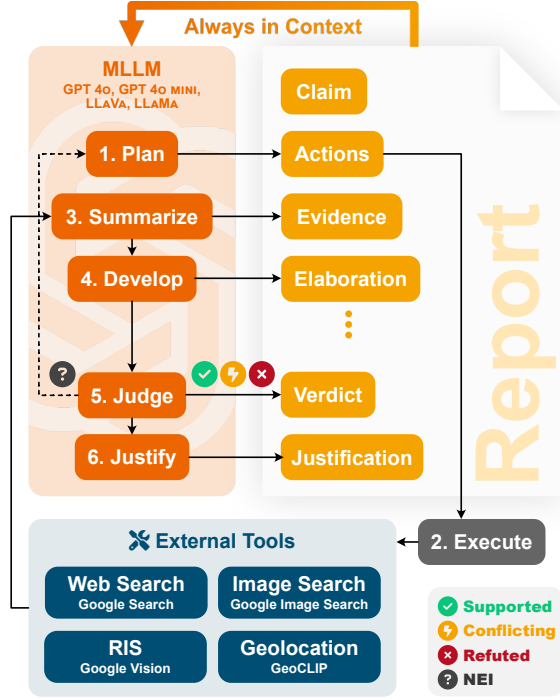 Always in Context
MLLM
GPT 4o, GPT 4o mini,
LLaVa, LLaMa
Claim
1. Plan
Actions
3. Summarize
Evidence
4. Develop
Elaboration
?
5. Judge
Verdict
6. Justify
Justification
Report
External Tools
2. Execute
Web Search
Google Search
Image Search
Google Image Search
RIS
Google Vision
Geolocation
GeoCLIP
Supported
Conflicting
Refuted
? NEI